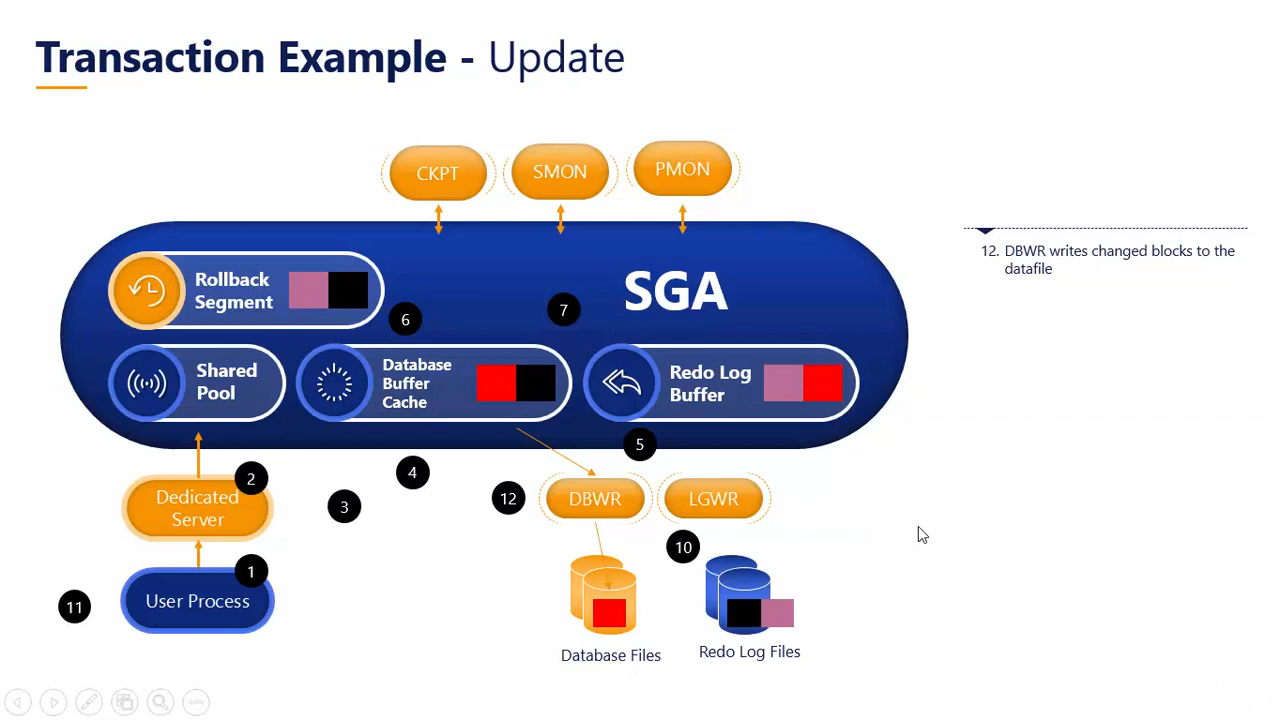 Transaction Example - Update
CKPT
SMON
PMON
12. DBWR writes changed blocks to the
datafile
Rollback
Segment
SGA
6
7
Shared
Pool
Database
Buffer
Cache
Redo Log
Buffer
5
4
2
Dedicated
Server
3
12
DBWR
LGWR
10
1
11
User Process
Database Files
Redo Log Files